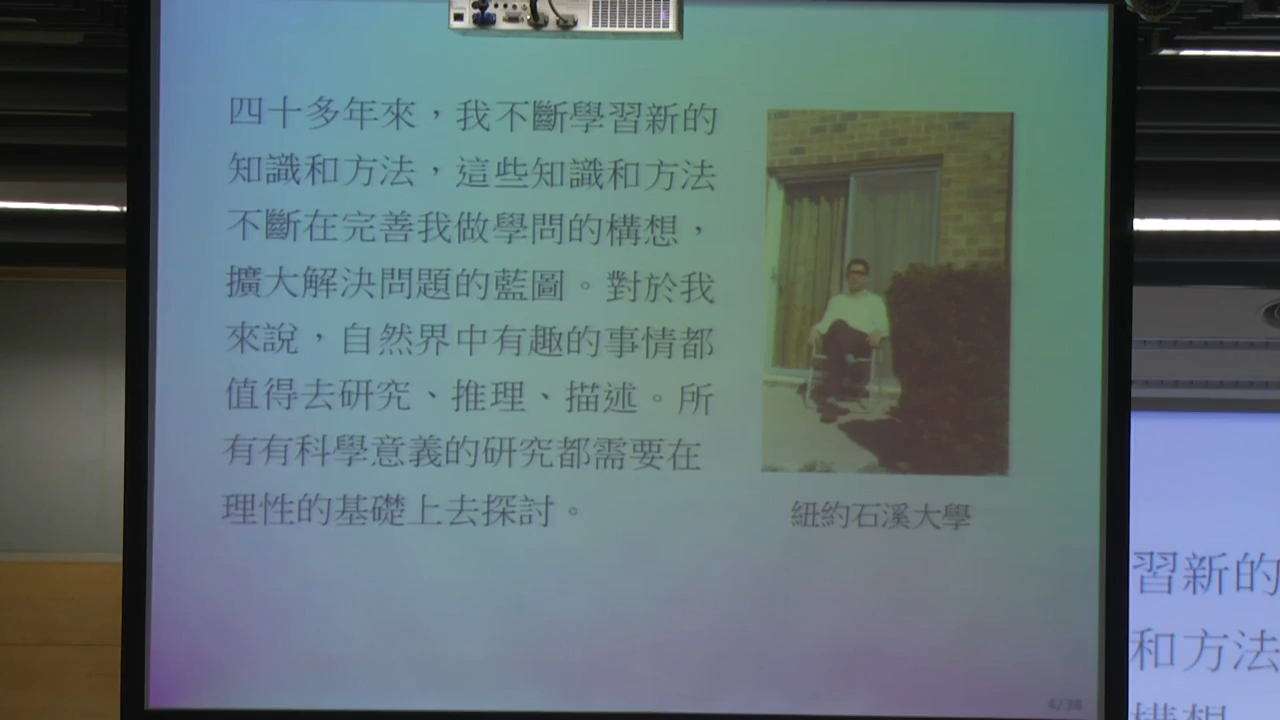 四十多年來，我不斷學習新的
知識和方法，這些知識和方法
不斷在完善我做學問的構想，
擴大解決問題的藍圖。對於我
來說，自然界中有趣的事情都
值得去研究、推理、描述。所
有有科學意義的研究都需要在
理性的基礎上去探討。
紐約石溪大學
4/38
習新的
和方法
構想